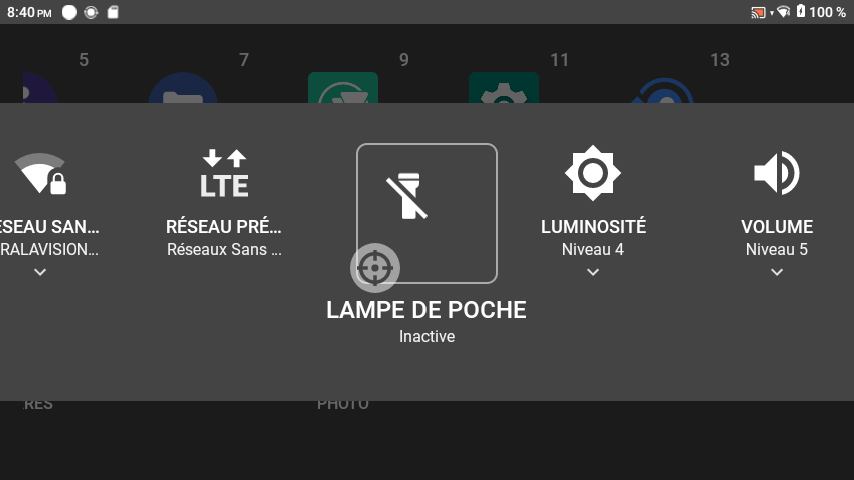 8:40 PM
100 %
5
7
9
11
13
LTE
ESEAU SAN...
RALAVISION...
RÉSEAU PRÉ...
Réseaux Sans ...
LAMPE DE POCHE
Inactive
LUMINOSITÉ
Niveau 4
VOLUME
Niveau 5
RES
PHOTO